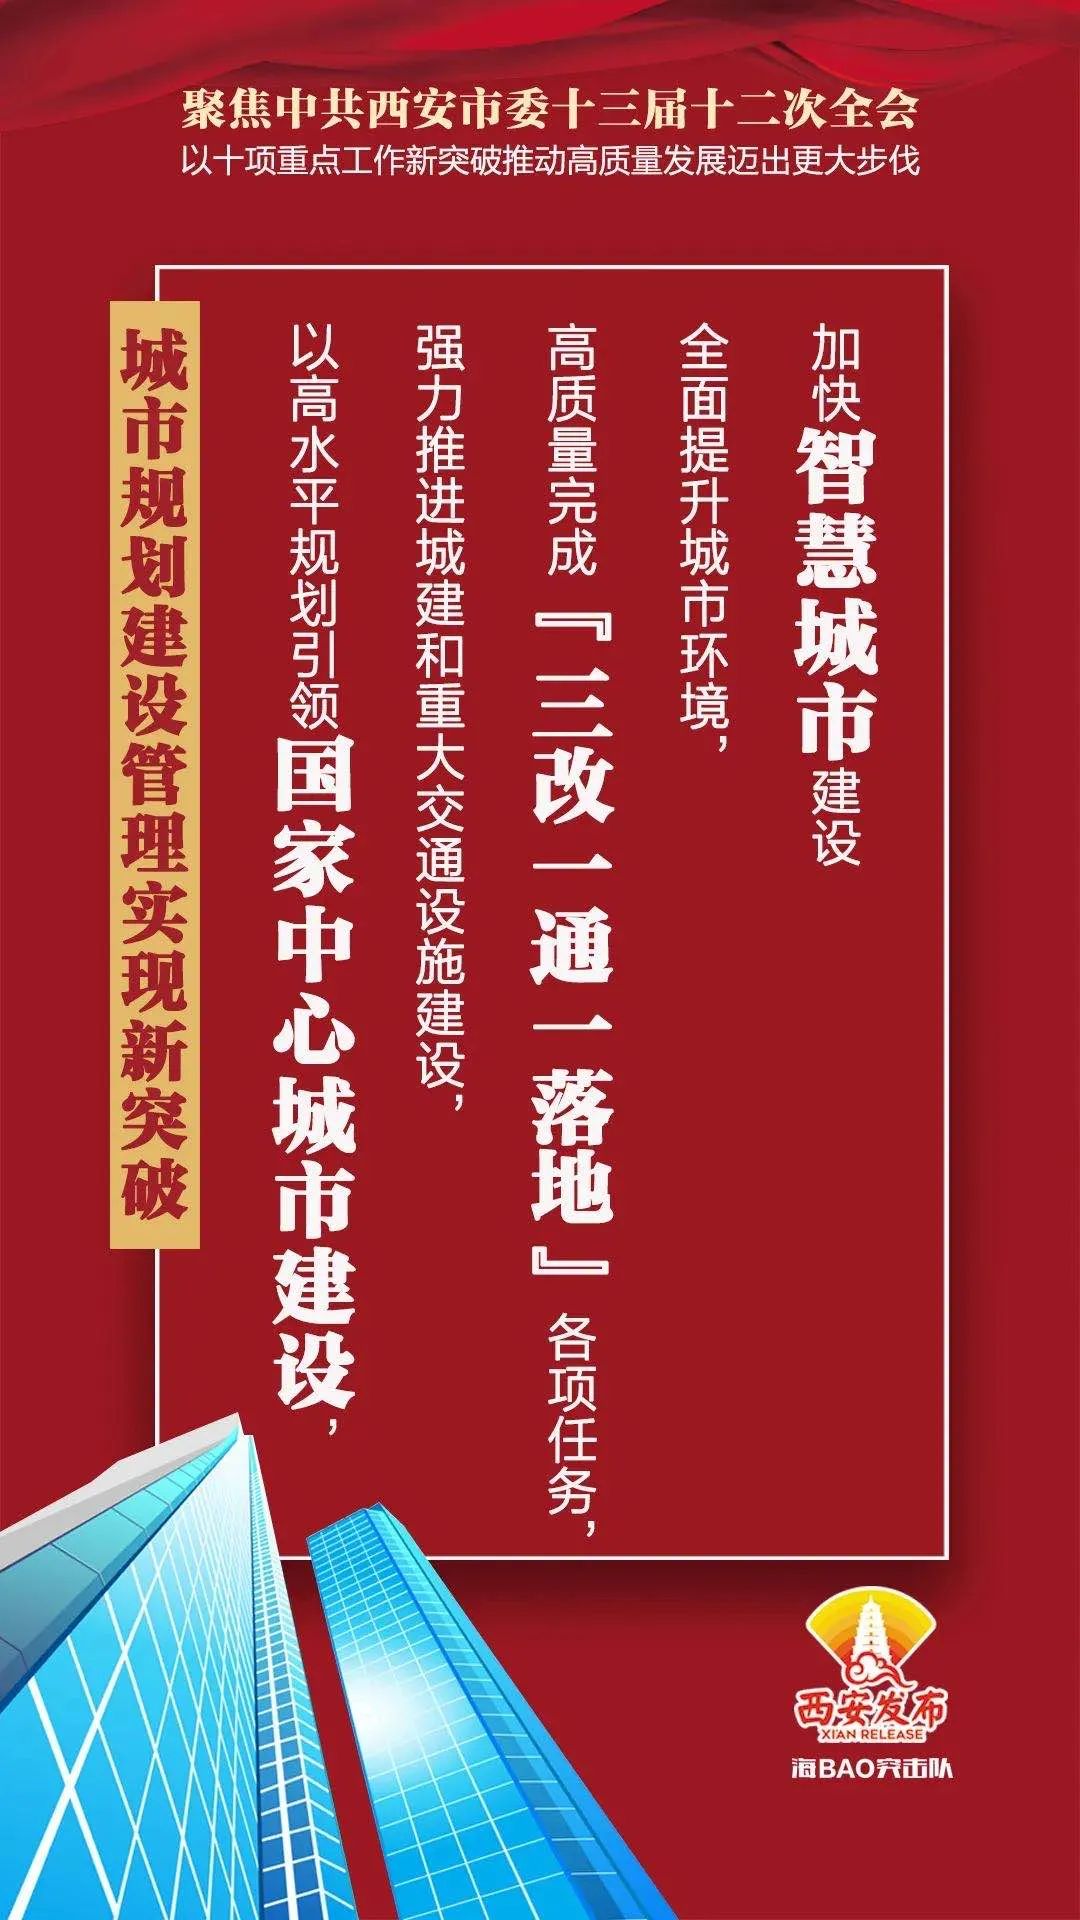 聚焦中共西安市委十三届十二次全会
以十项重点工作新突破推动高质量发展迈出更大步伐
城市规划建设管理实现新突破
以高水平规划引领国家中心城市建设，
强力推进城建和重大交通设施建设，
高质量完成『三改一通一落地』各项任务，
全面提升城市环境，
加快智慧城市建设
西安发布
XI'AN RELEASE
海BAO突击队